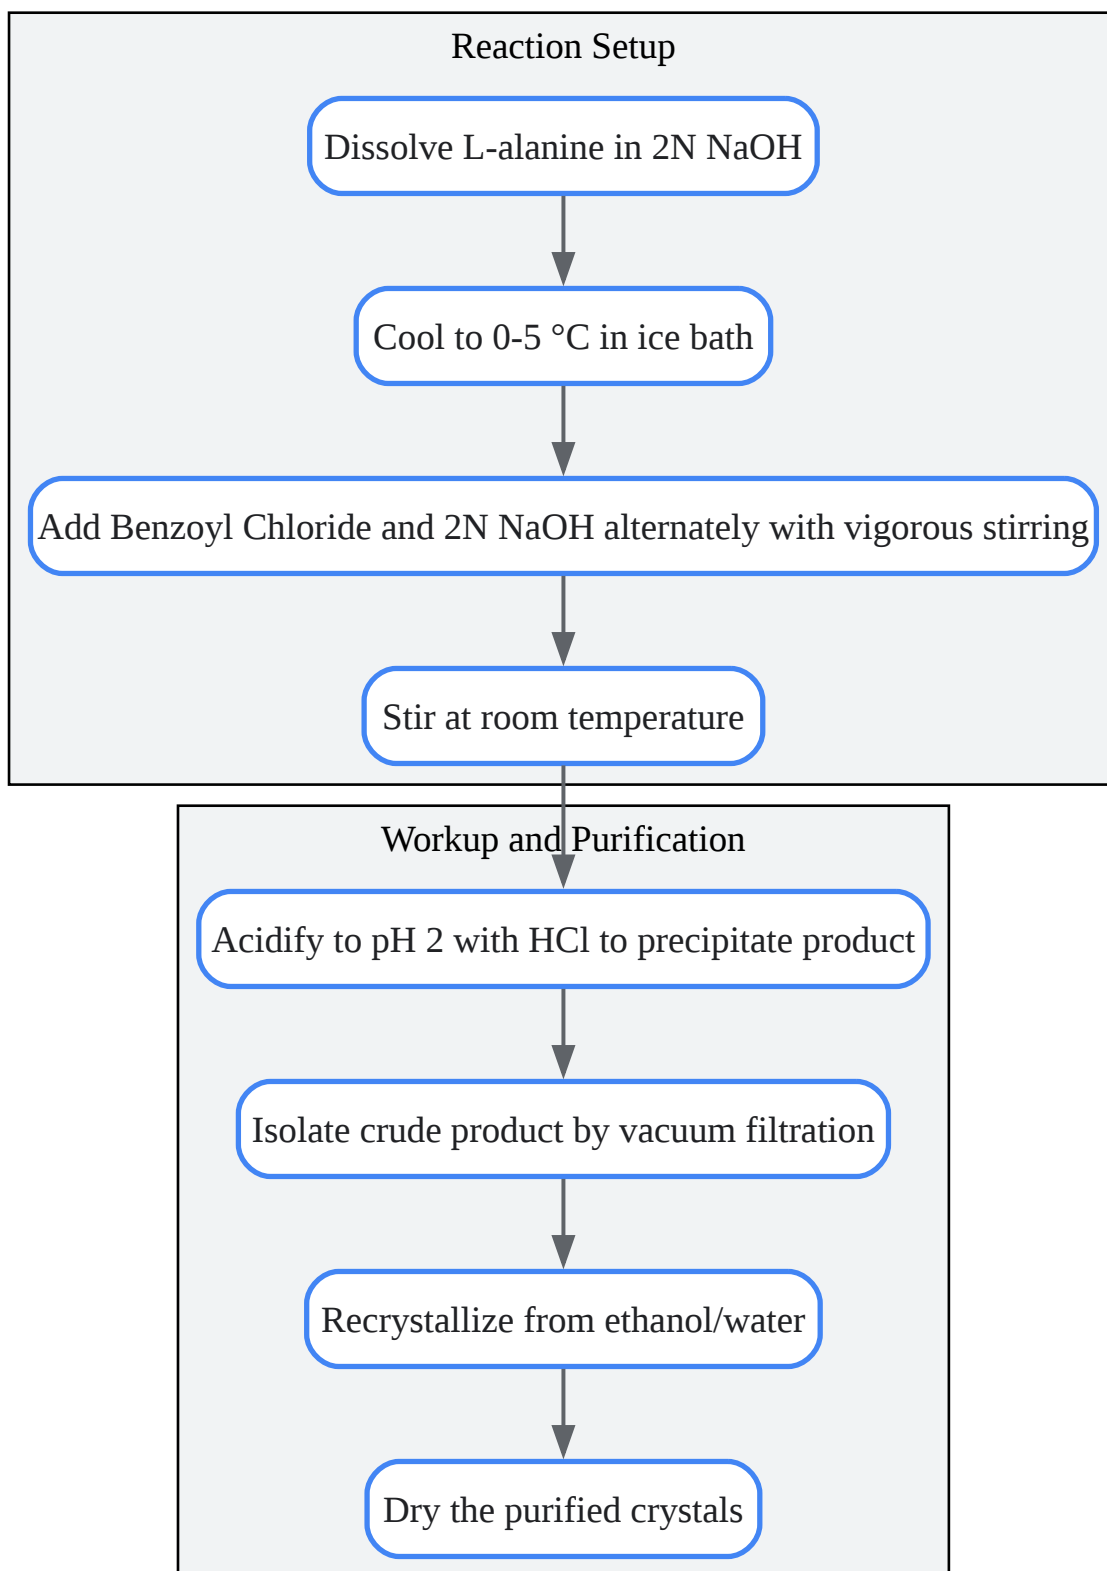 Reaction Setup
Dissolve L-alanine in 2N NaOH
Cool to 0-5 °C in ice bath
Add Benzoyl Chloride and 2N NaOH alternately with vigorous stirring
Stir at room temperature
Workup and Purification
Acidify to pH 2 with HCl to precipitate product
Isolate crude product by vacuum filtration
Recrystallize from ethanol/water
Dry the purified crystals